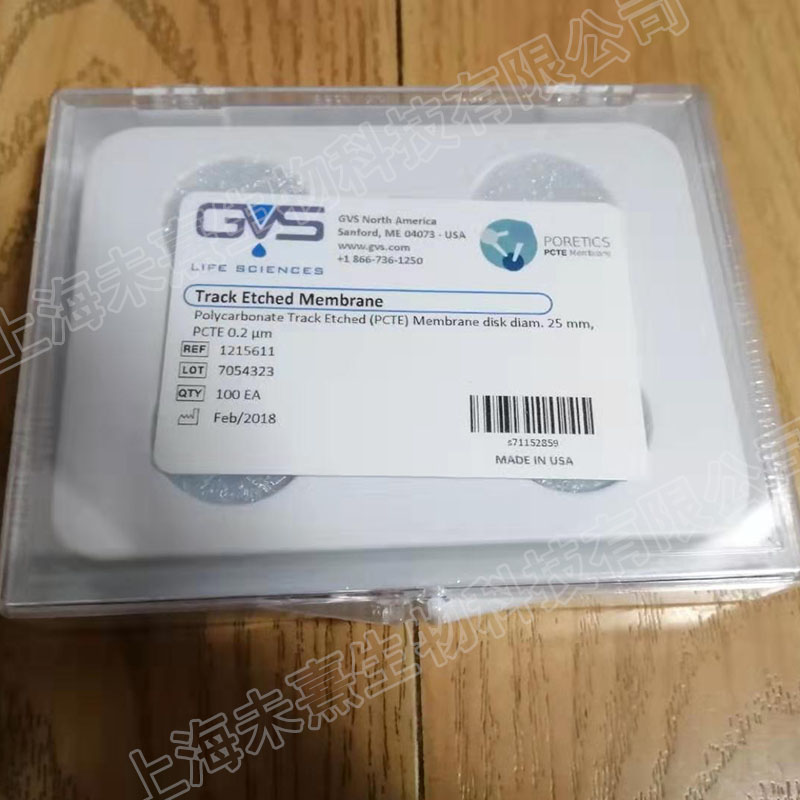 上海未熹生物科技有限公司
GVS
LIFE SCIENCES
GVS North America
Sanford, ME 04073 - USA
www.gvs.com
+1 866-736-1250
PORETICS
PCTE Membrane
Track Etched Membrane
Polycarbonate Track Etched (PCTE) Membrane disk diam. 25 mm,
PCTE 0.2 µm
REF 1215611
LOT 7054323
QTY 100 EA
Feb/2018
s71152859
MADE IN USA
上海未熹生物科技有限公司